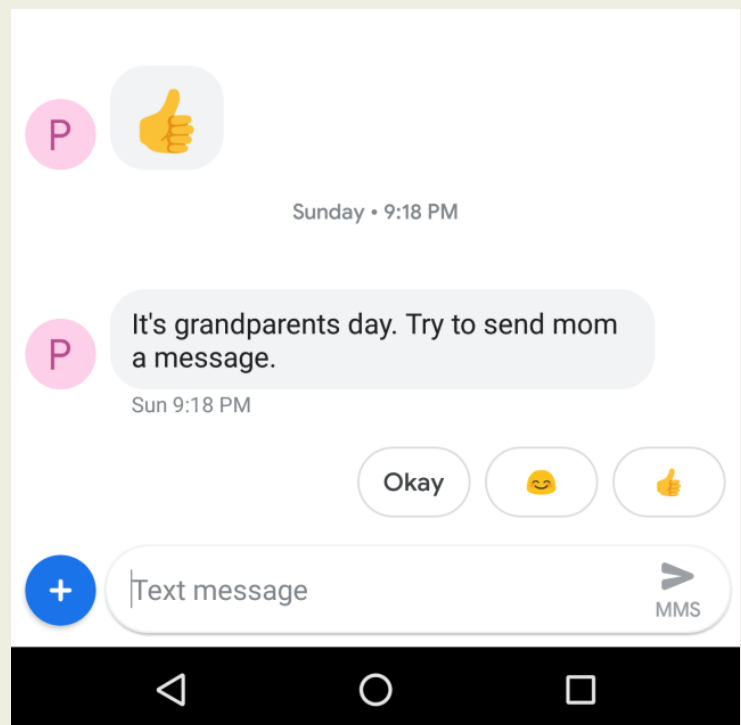 P
Sunday • 9:18 PM
P
It's grandparents day. Try to send mom
a message.
Sun 9:18 PM
Okay
Text message
MMS